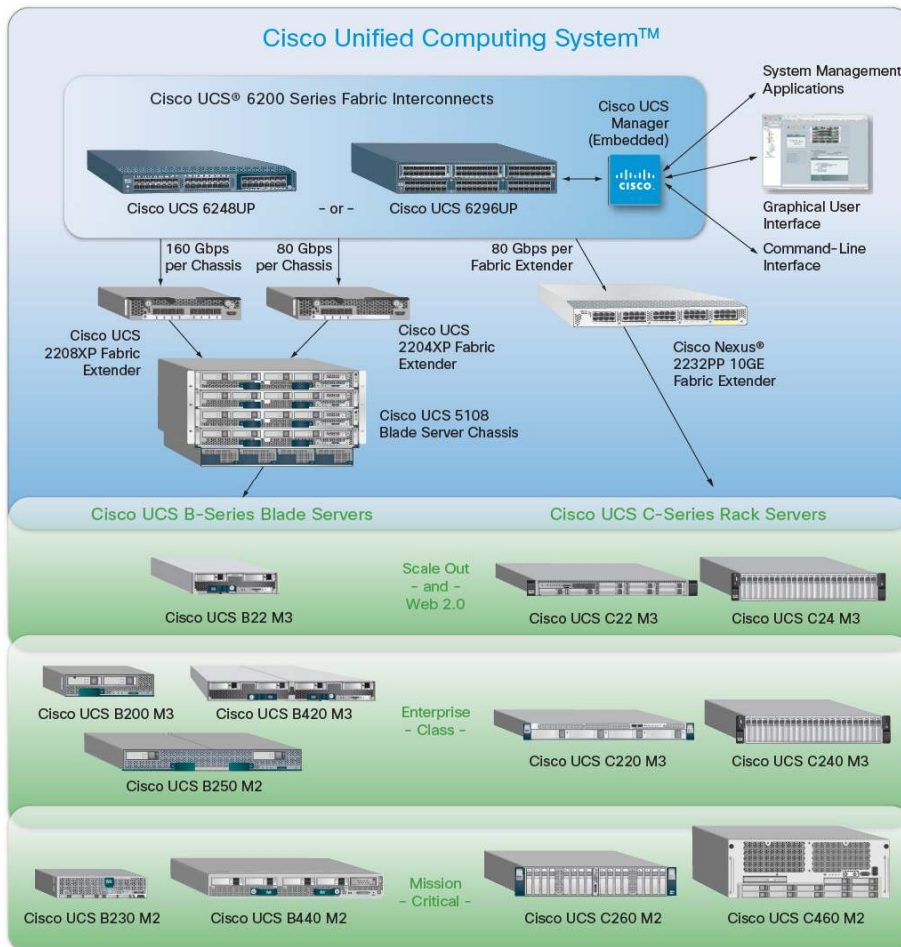 Cisco Unified Computing System™
Cisco UCS® 6200 Series Fabric Interconnects
Cisco UCS
Manager
(Embedded)
System Management
Applications
CISCO.
Cisco UCS 6248UP
– or –
Cisco UCS 6296UP
Graphical User
Interface
Command-Line
Interface
160 Gbps
per Chassis
80 Gbps
per Chassis
80 Gbps per
Fabric Extender
Cisco UCS
2208XP Fabric
Extender
Cisco UCS
2204XP Fabric
Extender
Cisco Nexus®
2232PP 10GE
Fabric Extender
Cisco UCS 5108
Blade Server Chassis
Cisco UCS B-Series Blade Servers
Cisco UCS C-Series Rack Servers
Cisco UCS B22 M3
Scale Out
– and –
Web 2.0
Cisco UCS C22 M3
Cisco UCS C24 M3
Cisco UCS B200 M3
Cisco UCS B420 M3
Cisco UCS B250 M2
Enterprise
– Class –
Cisco UCS C220 M3
Cisco UCS C240 M3
Cisco UCS B230 M2
Cisco UCS B440 M2
Mission
– Critical –
Cisco UCS C260 M2
Cisco UCS C460 M2